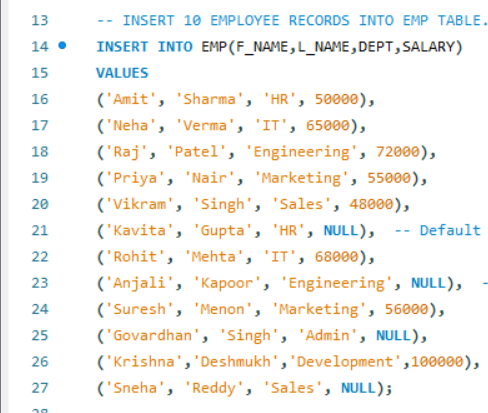 13 -- INSERT 10 EMPLOYEE RECORDS INTO EMP TABLE.
14 INSERT INTO EMP(F_NAME,L_NAME,DEPT,SALARY)
15 VALUES
16 ('Amit', 'Sharma', 'HR', 50000),
17 ('Neha', 'Verma', 'IT', 65000),
18 ('Raj', 'Patel', 'Engineering', 72000),
19 ('Priya', 'Nair', 'Marketing', 55000),
20 ('Vikram', 'Singh', 'Sales', 48000),
21 ('Kavita', 'Gupta', 'HR', NULL), -- Default
22 ('Rohit', 'Mehta', 'IT', 68000),
23 ('Anjali', 'Kapoor', 'Engineering', NULL), -
24 ('Suresh', 'Menon', 'Marketing', 56000),
25 ('Govardhan', 'Singh', 'Admin', NULL),
26 ('Krishna','Deshmukh','Development',100000),
27 ('Sneha', 'Reddy', 'Sales', NULL);